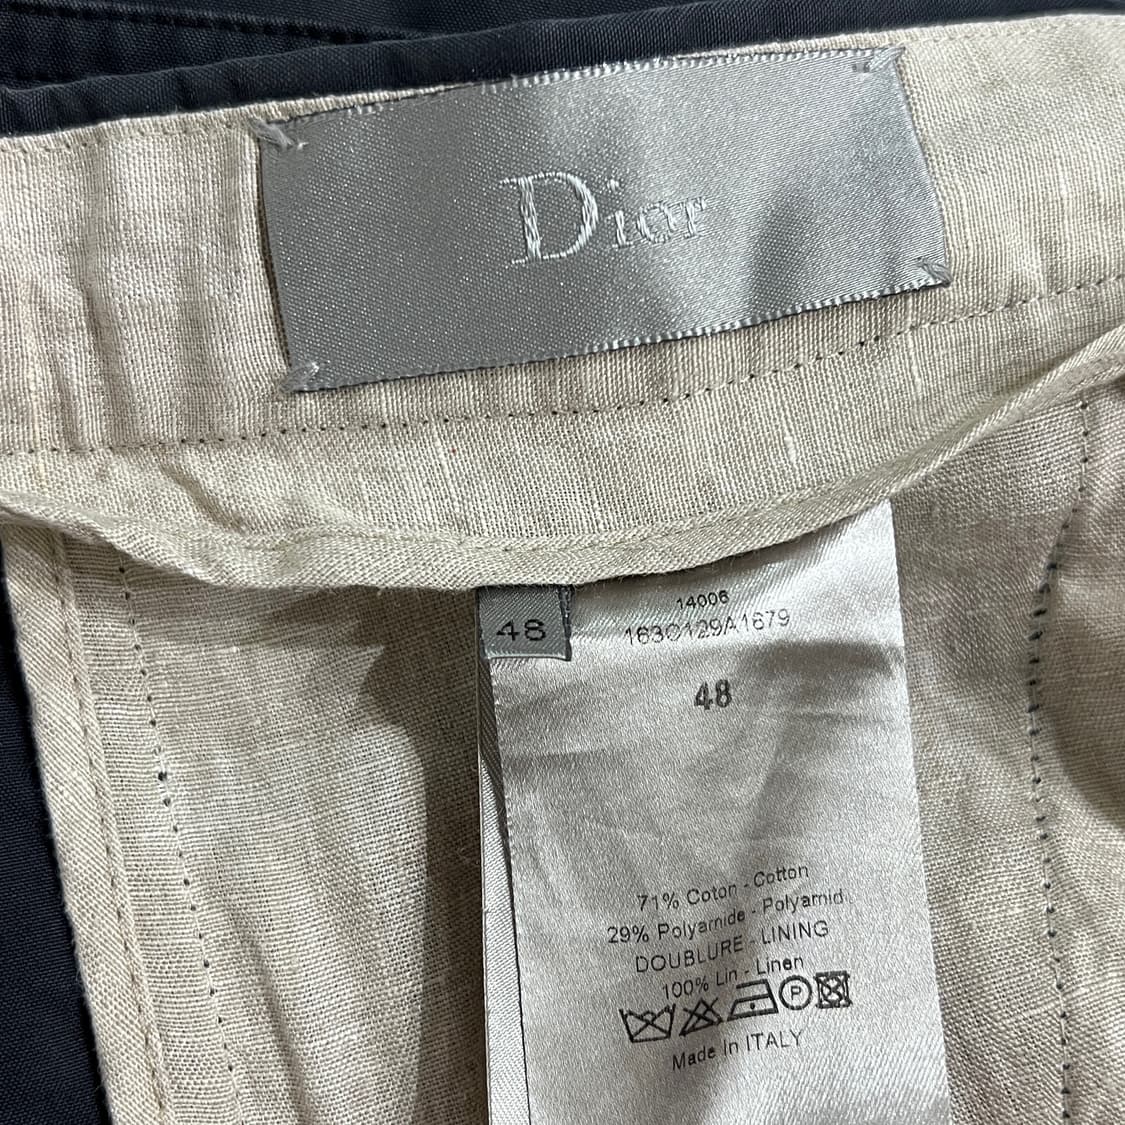 Dior
48
14006
163C129A1679
48
71% Coton - Cotton
29% Polyamide - Polyamid
DOUBLURE - LINING
100% Lin - Linen
P
Made in ITALY